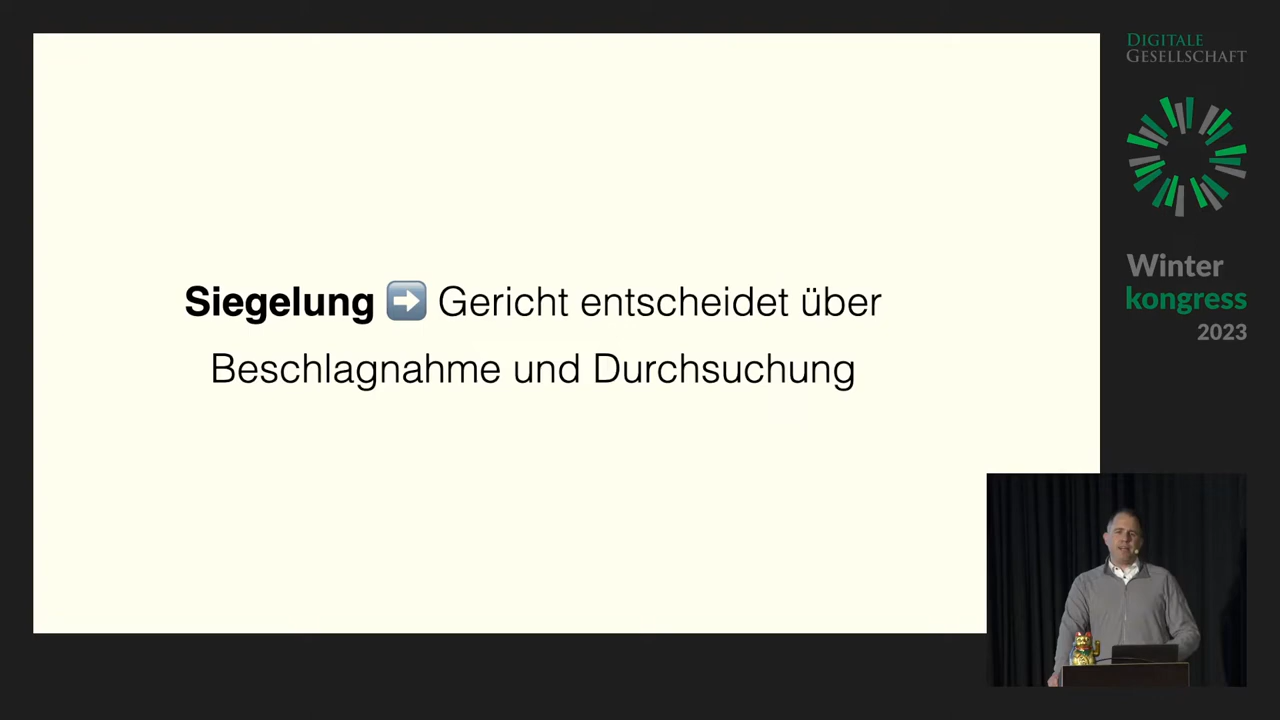 Siegelung ➡️ Gericht entscheidet über
Beschlagnahme und Durchsuchung
DIGITALE
GESELLSCHAFT
Winter
kongress
2023